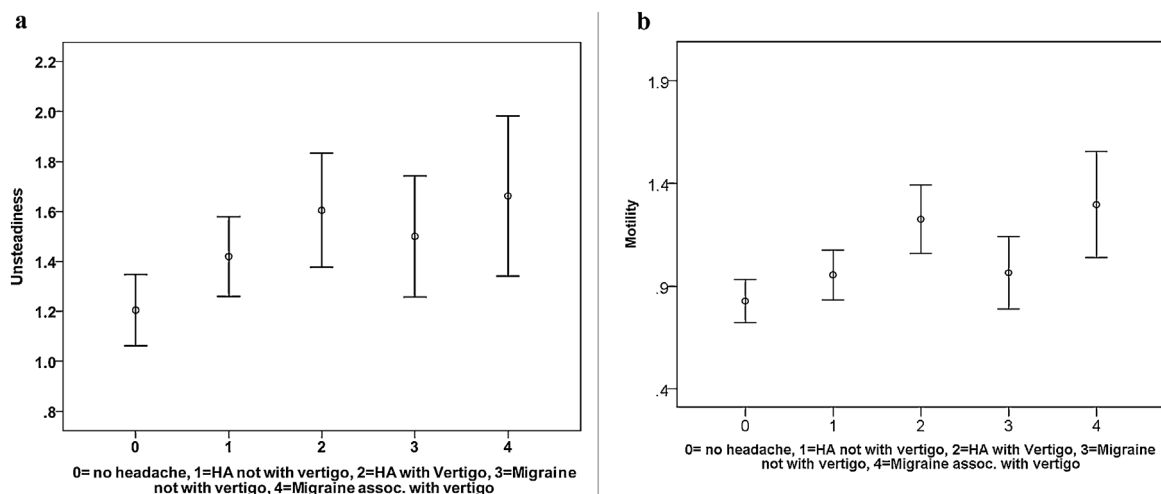 a
2.2
2.0
1.8
1.6
1.4
1.2
1.0
.8
Unsteadiness
0 1 2 3 4
0= no headache, 1=HA not with vertigo, 2=HA with Vertigo, 3=Migraine
not with vertigo, 4=Migraine assoc. with vertigo
b
1.9
1.4
.9
.4
Motility
0 1 2 3 4
0= no headache, 1=HA not with vertigo, 2=HA with Vertigo, 3=Migraine
not with vertigo, 4=Migraine assoc. with vertigo